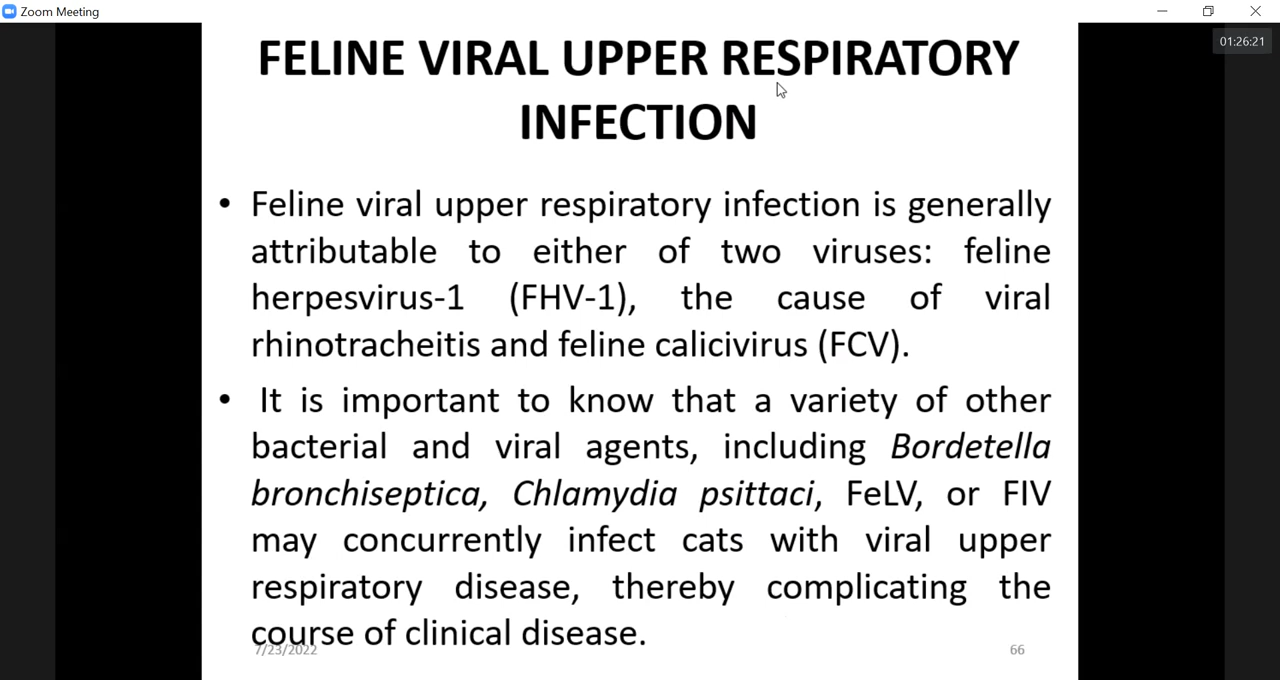 Zoom Meeting
01:26:21
FELINE VIRAL UPPER RESPIRATORY
INFECTION
• Feline viral upper respiratory infection is generally
attributable to either of two viruses: feline
herpesvirus-1 (FHV-1), the cause of viral
rhinotracheitis and feline calicivirus (FCV).
• It is important to know that a variety of other
bacterial and viral agents, including Bordetella
bronchiseptica, Chlamydia psittaci, FeLV, or FIV
may concurrently infect cats with viral upper
respiratory disease, thereby complicating the
course of clinical disease.
7/23/2022 66